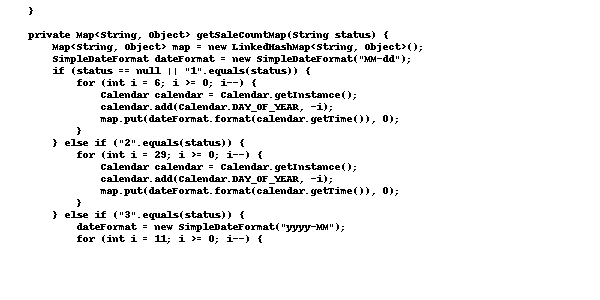 }
private Map<String, Object> getSaleCountMap(String status) {
Map<String, Object> map = new LinkedHashMap<String, Object>();
SimpleDateFormat dateFormat = new SimpleDateFormat("MM-dd");
if (status == null || "1".equals(status)) {
for (int i = 6; i >= 0; i--) {
Calendar calendar = Calendar.getInstance();
calendar.add(Calendar.DAY_OF_YEAR, -i);
map.put(dateFormat.format(calendar.getTime()), 0);
}
} else if ("2".equals(status)) {
for (int i = 29; i >= 0; i--) {
Calendar calendar = Calendar.getInstance();
calendar.add(Calendar.DAY_OF_YEAR, -i);
map.put(dateFormat.format(calendar.getTime()), 0);
}
} else if ("3".equals(status)) {
dateFormat = new SimpleDateFormat("yyyy-MM");
for (int i = 11; i >= 0; i--) {